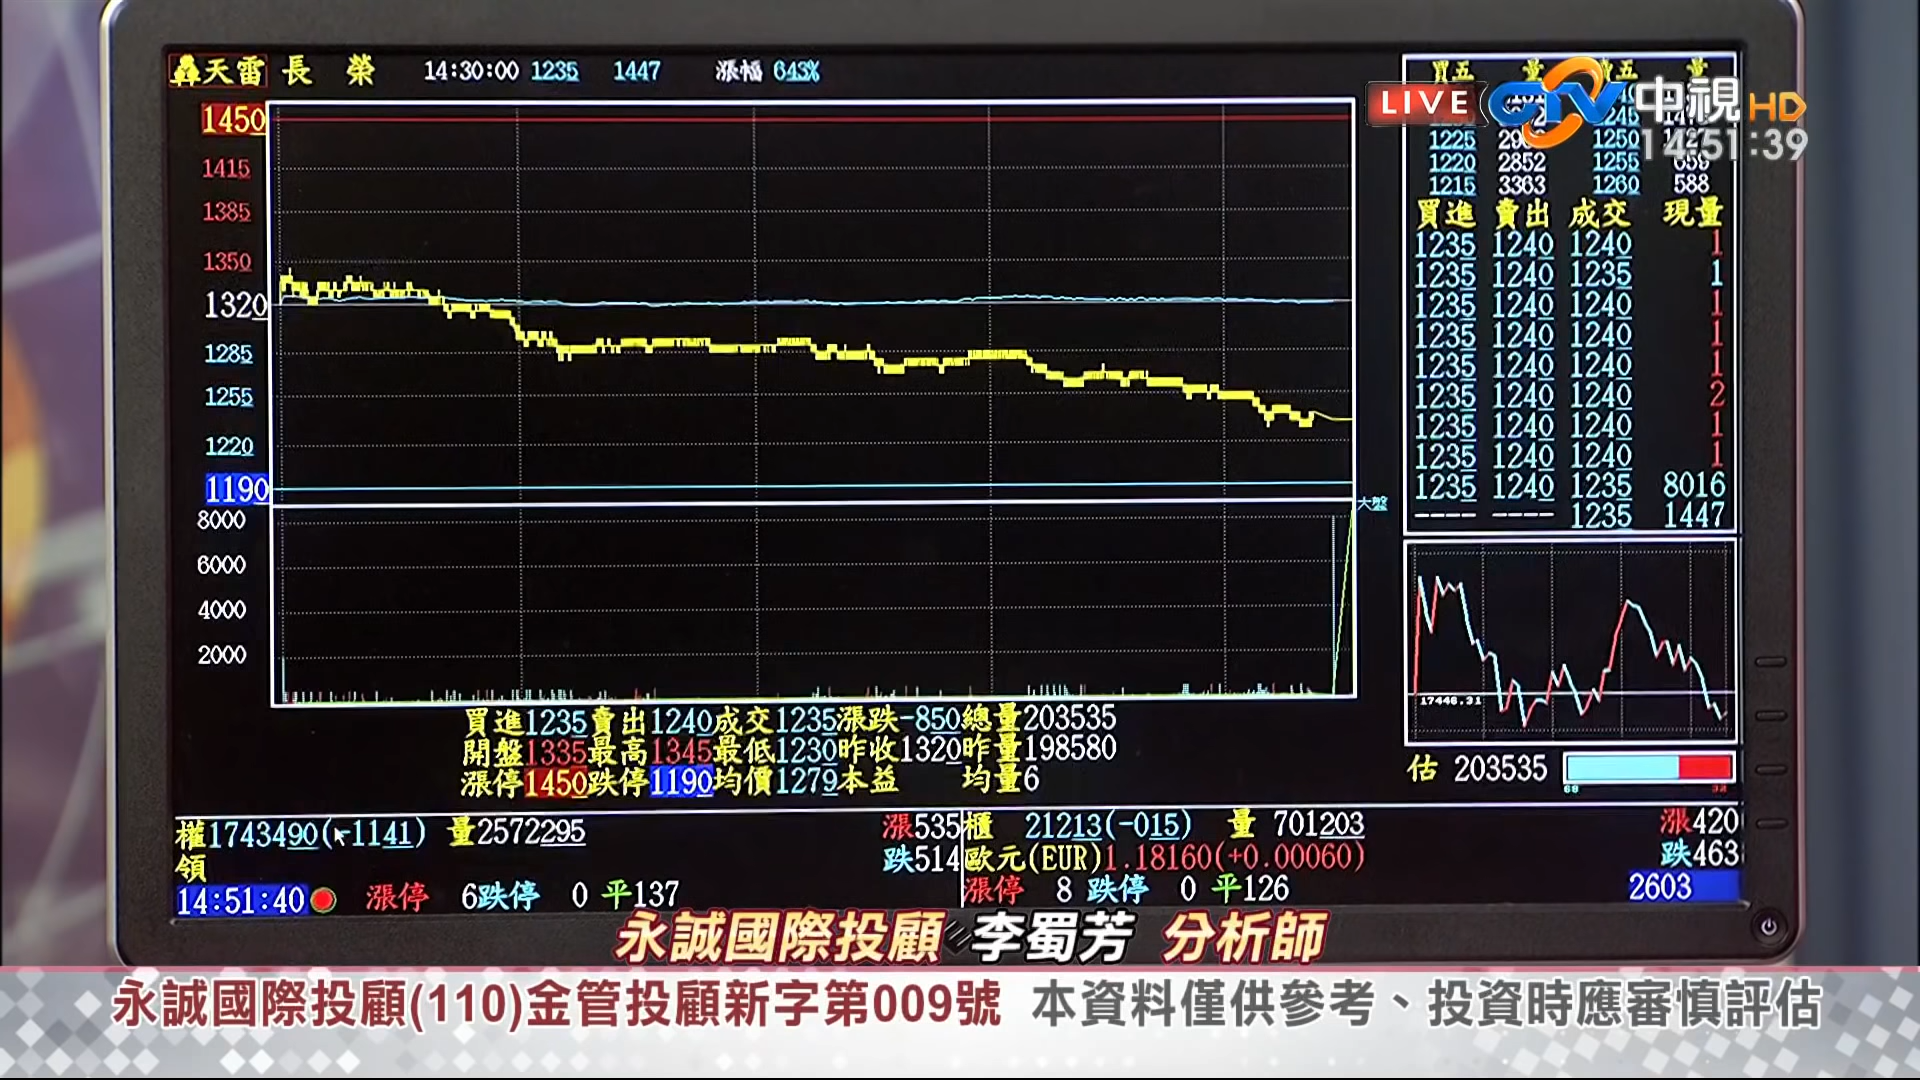 天雷 長 榮 14:30:00 1235 1447 漲幅 643%
買五 量 賣五 量
LIVE CTV 中視 HD
14:51:39
1225 1250
1220 2852 1255 659
1215 3363 1260 588
買進 賣出 成交 現量
1235 1240 1240 1
1235 1240 1235 1
1235 1240 1240 1
1235 1240 1240 1
1235 1240 1240 1
1235 1240 1240 2
1235 1240 1240 1
1235 1240 1240 1
1235 1240 1235 8016
---- ---- 1235 1447
1450
1415
1385
1350
1320
1285
1255
1220
1190
大盤
8000
6000
4000
2000
17446.31
估 203535
68 32
買進1235賣出1240成交1235漲跌-850總量203535
開盤1335最高1345最低1230昨收1320昨量198580
漲停1450跌停1190均價1279本益 均量6
權1743490(-1141) 量2572295 漲535
領 跌514
14:51:40 漲停 6跌停 0 平137
櫃 21213(-015) 量 701203 漲420
歐元(EUR)1.18160(+0.00060) 跌463
漲停 8 跌停 0 平126 2603
永誠國際投顧 李蜀芳 分析師
永誠國際投顧(110)金管投顧新字第009號 本資料僅供參考、投資時應審慎評估